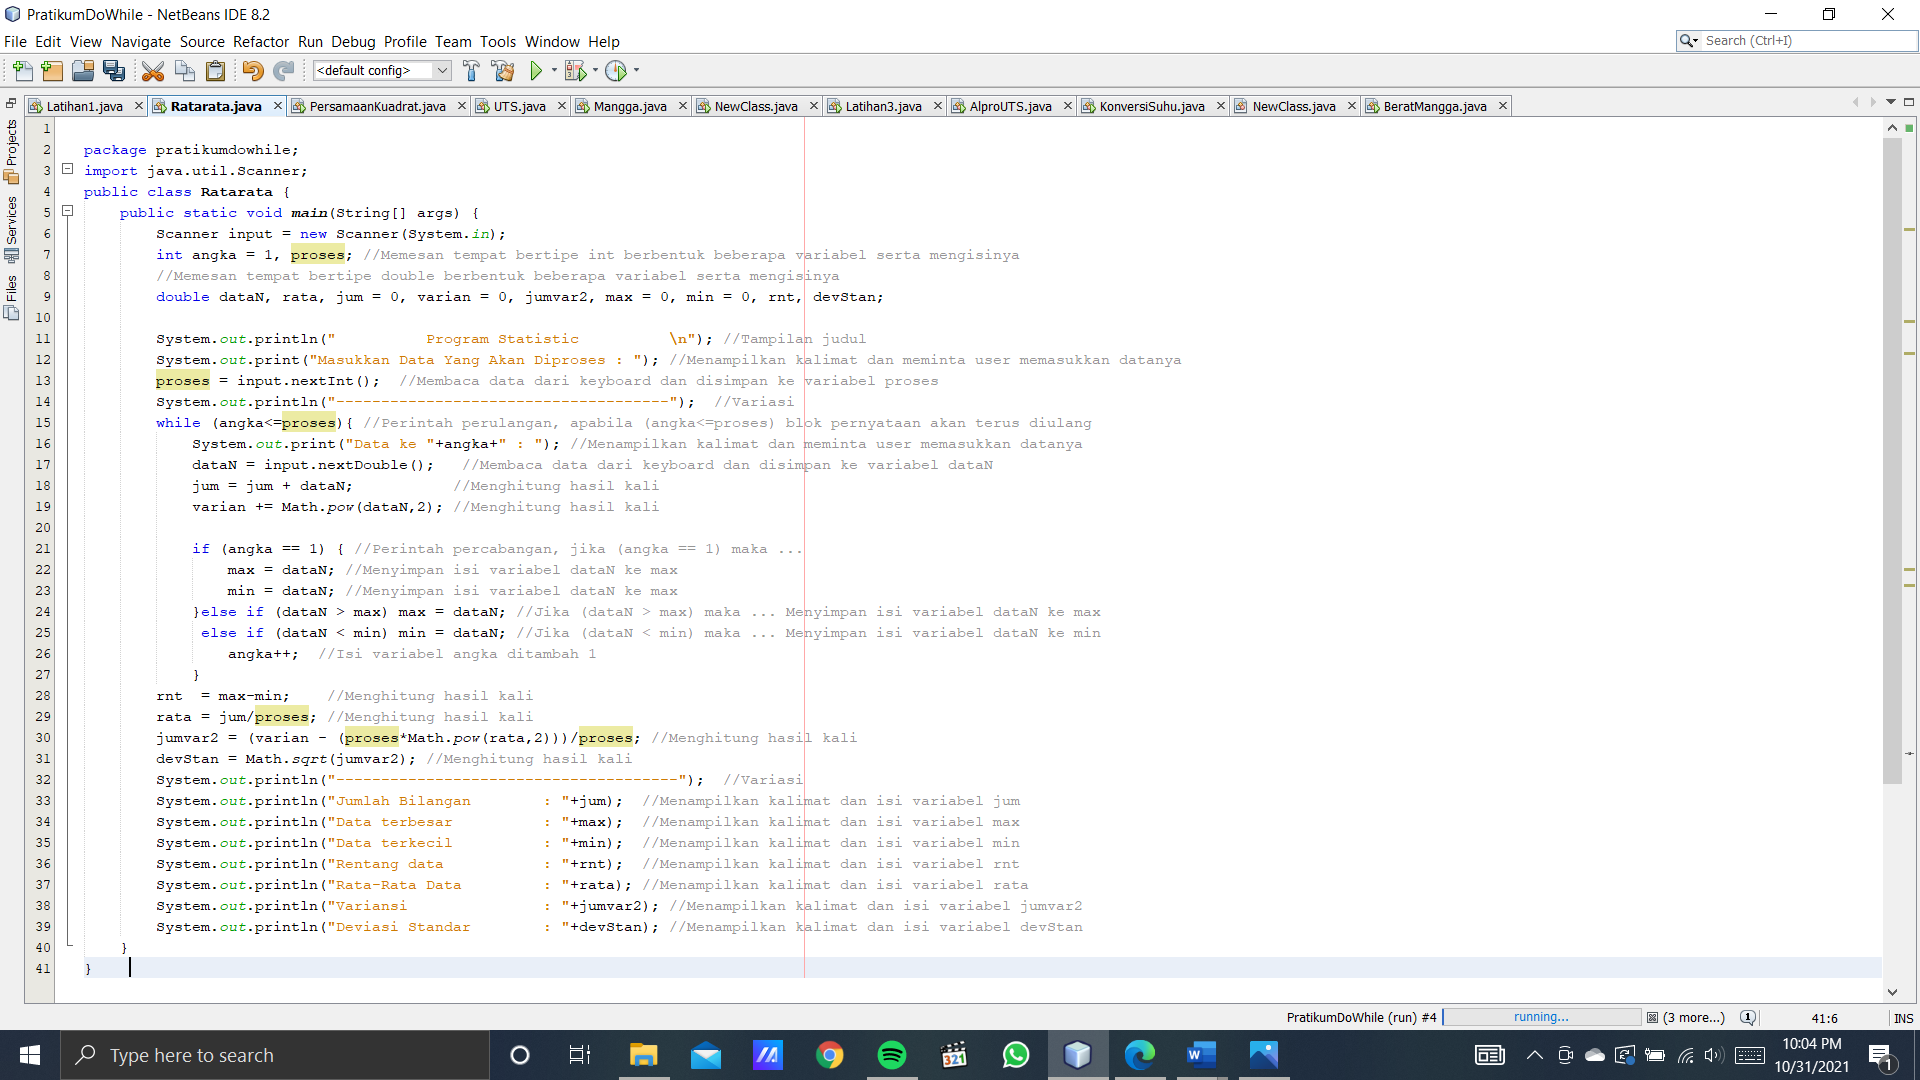 PratikumDoWhile - NetBeans IDE 8.2
File Edit View Navigate Source Refactor Run Debug Profile Team Tools Window Help
Search (Ctrl+I)
<default config>
Latihan1.java Ratarata.java PersamaanKuadrat.java UTS.java Mangga.java NewClass.java Latihan3.java AlproUTS.java KonversiSuhu.java NewClass.java BeratMangga.java
Projects
Services
Files
1
2 package pratikumdowhile;
3 import java.util.Scanner;
4 public class Ratarata {
5 public static void main(String[] args) {
6 Scanner input = new Scanner(System.in);
7 int angka = 1, proses; //Memesan tempat bertipe int berbentuk beberapa variabel serta mengisinya
8 //Memesan tempat bertipe double berbentuk beberapa variabel serta mengisinya
9 double dataN, rata, jum = 0, varian = 0, jumvar2, max = 0, min = 0, rnt, devStan;
10
11 System.out.println("          Program Statistic          \n"); //Tampilan judul
12 System.out.print("Masukkan Data Yang Akan Diproses : "); //Menampilkan kalimat dan meminta user memasukkan datanya
13 proses = input.nextInt();  //Membaca data dari keyboard dan disimpan ke variabel proses
14 System.out.println("-------------------------------------");  //Variasi
15 while (angka<=proses){ //Perintah perulangan, apabila (angka<=proses) blok pernyataan akan terus diulang
16 System.out.print("Data ke "+angka+" : "); //Menampilkan kalimat dan meminta user memasukkan datanya
17 dataN = input.nextDouble();   //Membaca data dari keyboard dan disimpan ke variabel dataN
18 jum = jum + dataN;           //Menghitung hasil kali
19 varian += Math.pow(dataN,2); //Menghitung hasil kali
20
21 if (angka == 1) { //Perintah percabangan, jika (angka == 1) maka ...
22 max = dataN; //Menyimpan isi variabel dataN ke max
23 min = dataN; //Menyimpan isi variabel dataN ke max
24 }else if (dataN > max) max = dataN; //Jika (dataN > max) maka ... Menyimpan isi variabel dataN ke max
25 else if (dataN < min) min = dataN; //Jika (dataN < min) maka ... Menyimpan isi variabel dataN ke min
26 angka++;  //Isi variabel angka ditambah 1
27 }
28 rnt  = max-min;    //Menghitung hasil kali
29 rata = jum/proses; //Menghitung hasil kali
30 jumvar2 = (varian - (proses*Math.pow(rata,2)))/proses; //Menghitung hasil kali
31 devStan = Math.sqrt(jumvar2); //Menghitung hasil kali
32 System.out.println("--------------------------------------");  //Variasi
33 System.out.println("Jumlah Bilangan        : "+jum);  //Menampilkan kalimat dan isi variabel jum
34 System.out.println("Data terbesar          : "+max);  //Menampilkan kalimat dan isi variabel max
35 System.out.println("Data terkecil          : "+min);  //Menampilkan kalimat dan isi variabel min
36 System.out.println("Rentang data           : "+rnt);  //Menampilkan kalimat dan isi variabel rnt
37 System.out.println("Rata-Rata Data         : "+rata); //Menampilkan kalimat dan isi variabel rata
38 System.out.println("Variansi               : "+jumvar2); //Menampilkan kalimat dan isi variabel jumvar2
39 System.out.println("Deviasi Standar        : "+devStan); //Menampilkan kalimat dan isi variabel devStan
40 }
41 }
PratikumDoWhile (run) #4 running... (3 more...) 1 41:6 INS
Type here to search
321
W
10:04 PM
10/31/2021
1